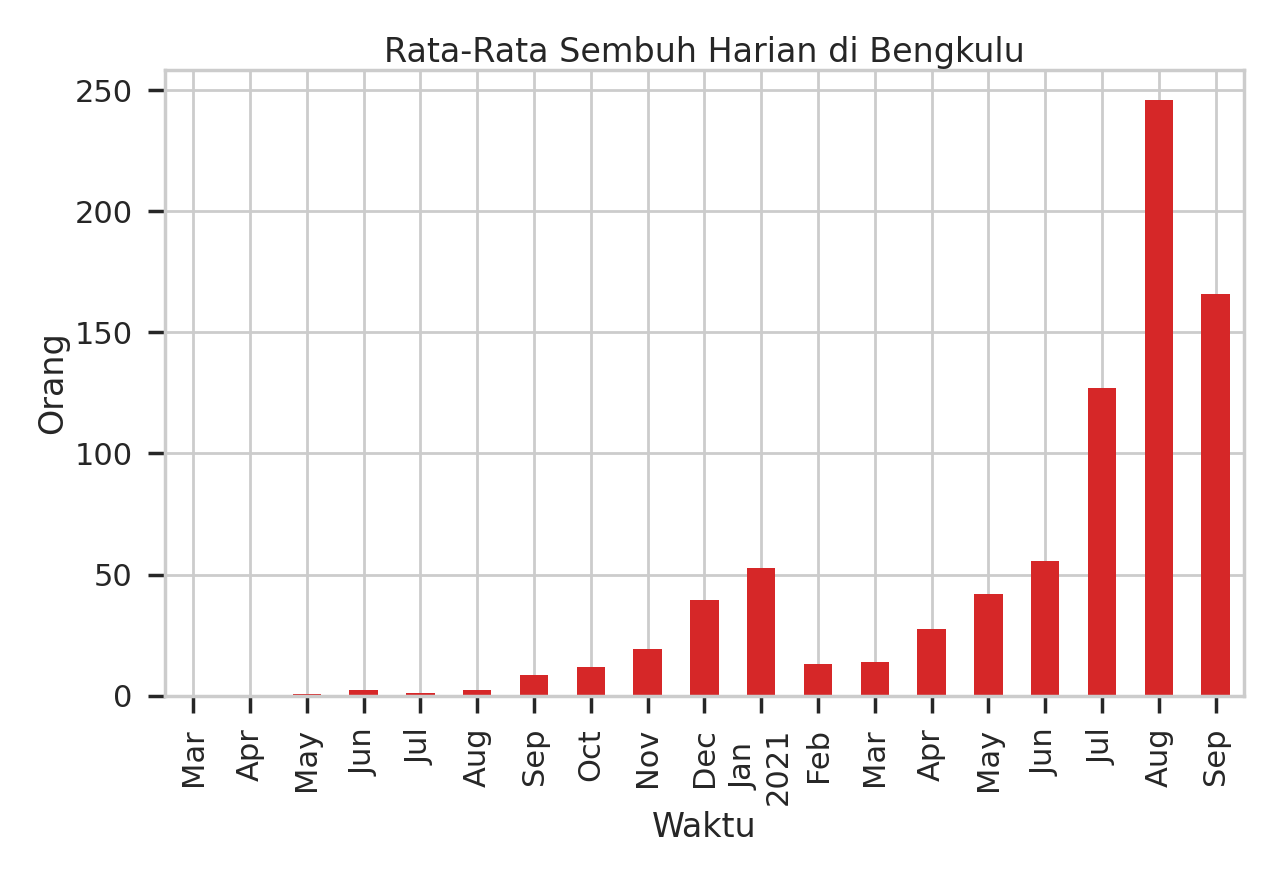 Rata-Rata Sembuh Harian di Bengkulu
250
200
150
100
50
0
Orang
Mar
Apr
May
Jun
Jul
Aug
Sep
Oct
Nov
Dec
Jan
2021
Feb
Mar
Apr
May
Jun
Jul
Aug
Sep
Waktu